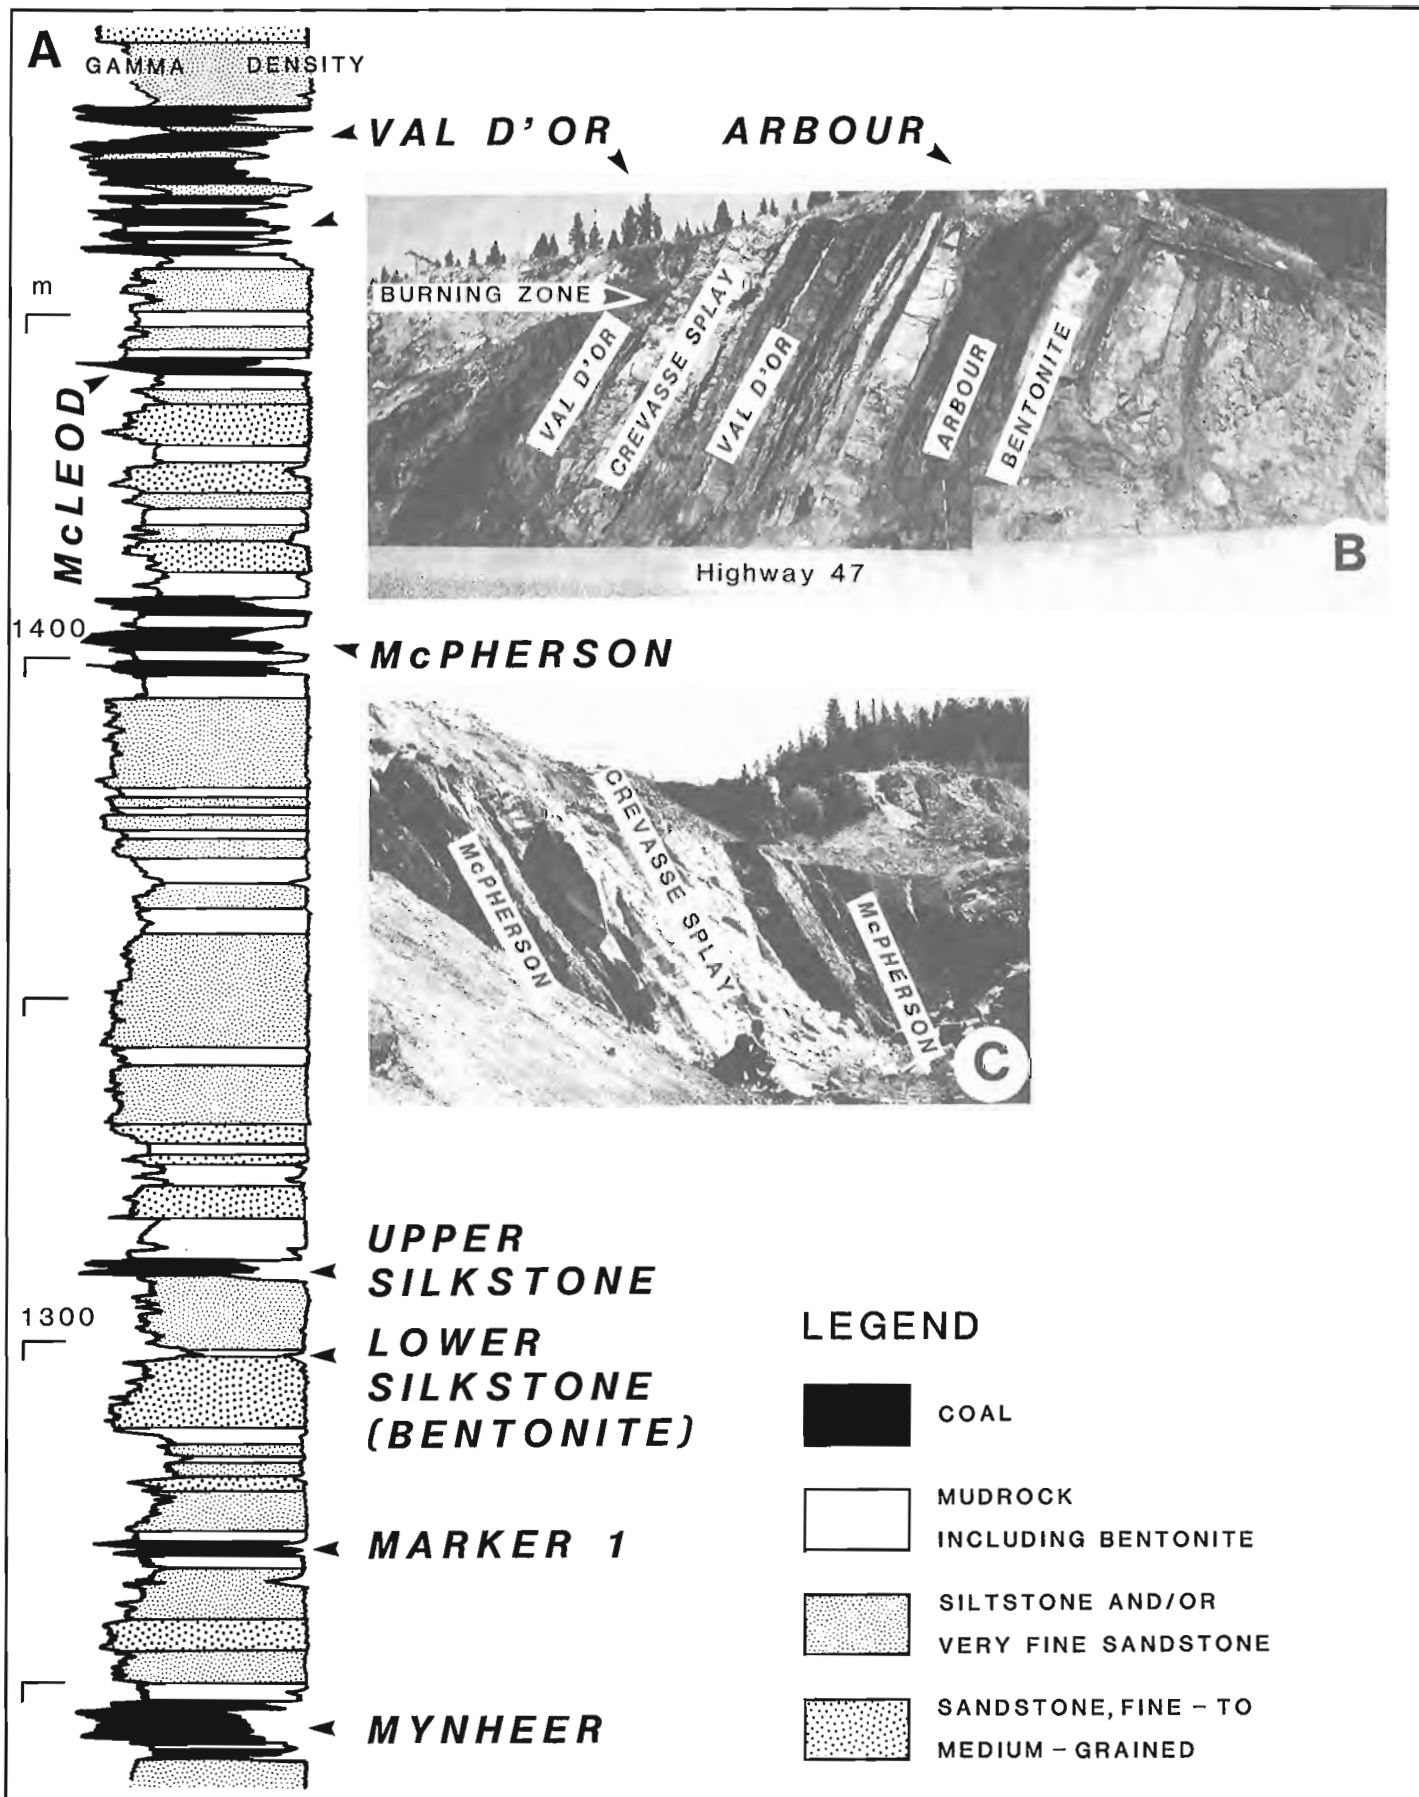 A
GAMMA DENSITY
VAL D'OR
ARBOUR
m
BURNING ZONE
VAL D'OR
CREVASSE SPLAY
VAL D'OR
ARBOUR
BENTONITE
Highway 47
B
McLEOD
1400
McPHERSON
McPHERSON
CREVASSE SPLAY
McPHERSON
C
UPPER
SILKSTONE
1300
LOWER
SILKSTONE
(BENTONITE)
MARKER 1
MYNHEER
LEGEND
COAL
MUDROCK
INCLUDING BENTONITE
SILTSTONE AND/OR
VERY FINE SANDSTONE
SANDSTONE, FINE – TO
MEDIUM – GRAINED